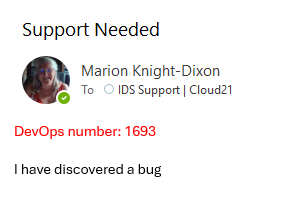 Support Needed
Marion Knight-Dixon
To IDS Support | Cloud21
DevOps number: 1693
I have discovered a bug